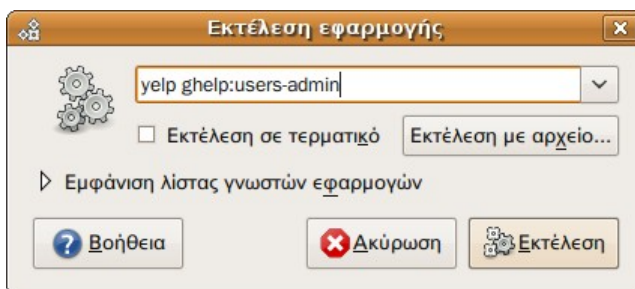 Εκτέλεση εφαρμογής
yelp ghelp:users-admin
Εκτέλεση σε τερματικό
Εκτέλεση με αρχείο...
Εμφάνιση λίστας γνωστών εφαρμογών
Βοήθεια
Ακύρωση
Εκτέλεση